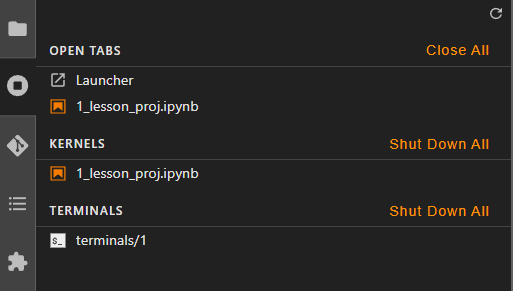 OPEN TABS Close All
Launcher
1_lesson_proj.ipynb
KERNELS Shut Down All
1_lesson_proj.ipynb
TERMINALS Shut Down All
$_ terminals/1